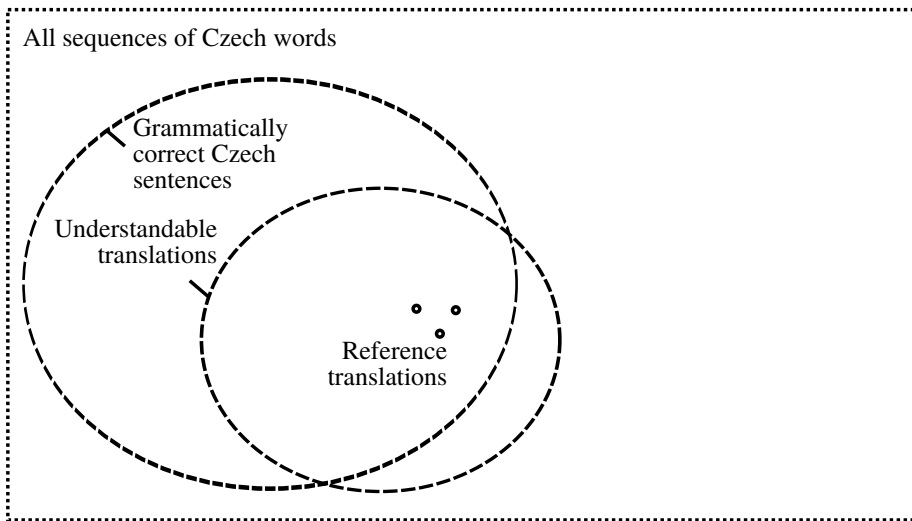 All sequences of Czech words
Grammatically
correct Czech
sentences
Understandable
translations
Reference
translations